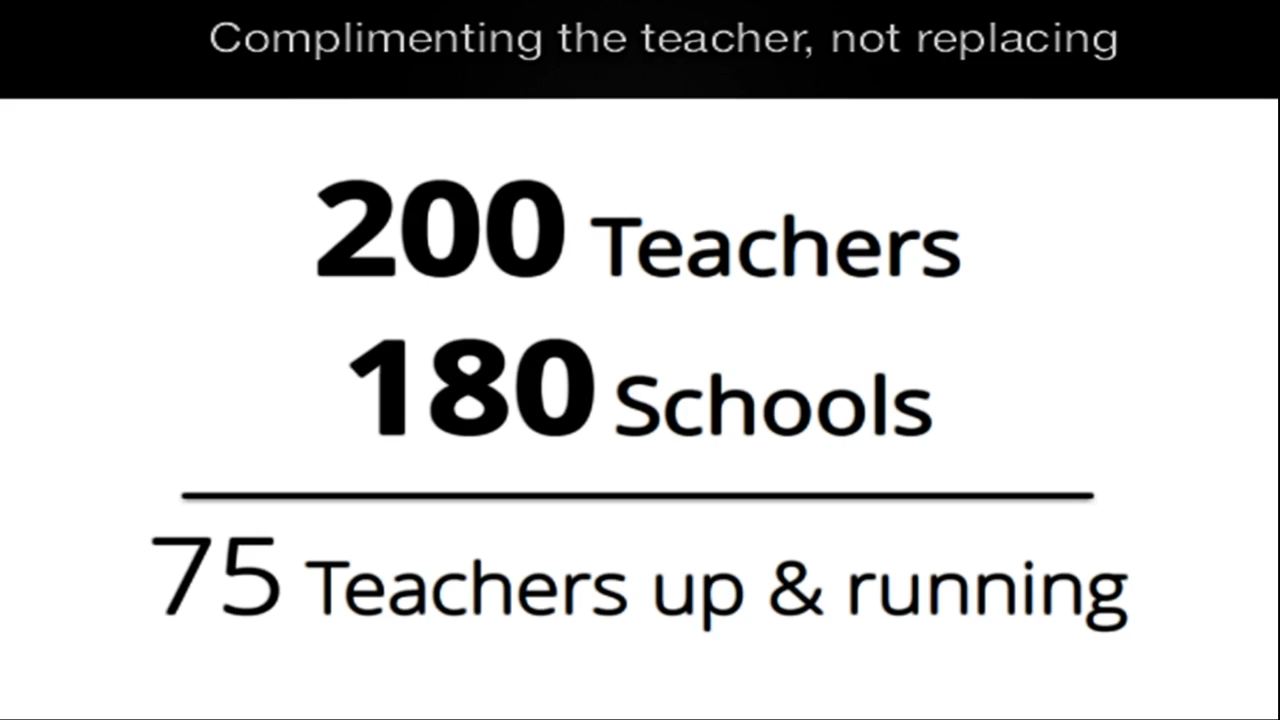 Complimenting the teacher, not replacing
200 Teachers
180 Schools
75 Teachers up & running